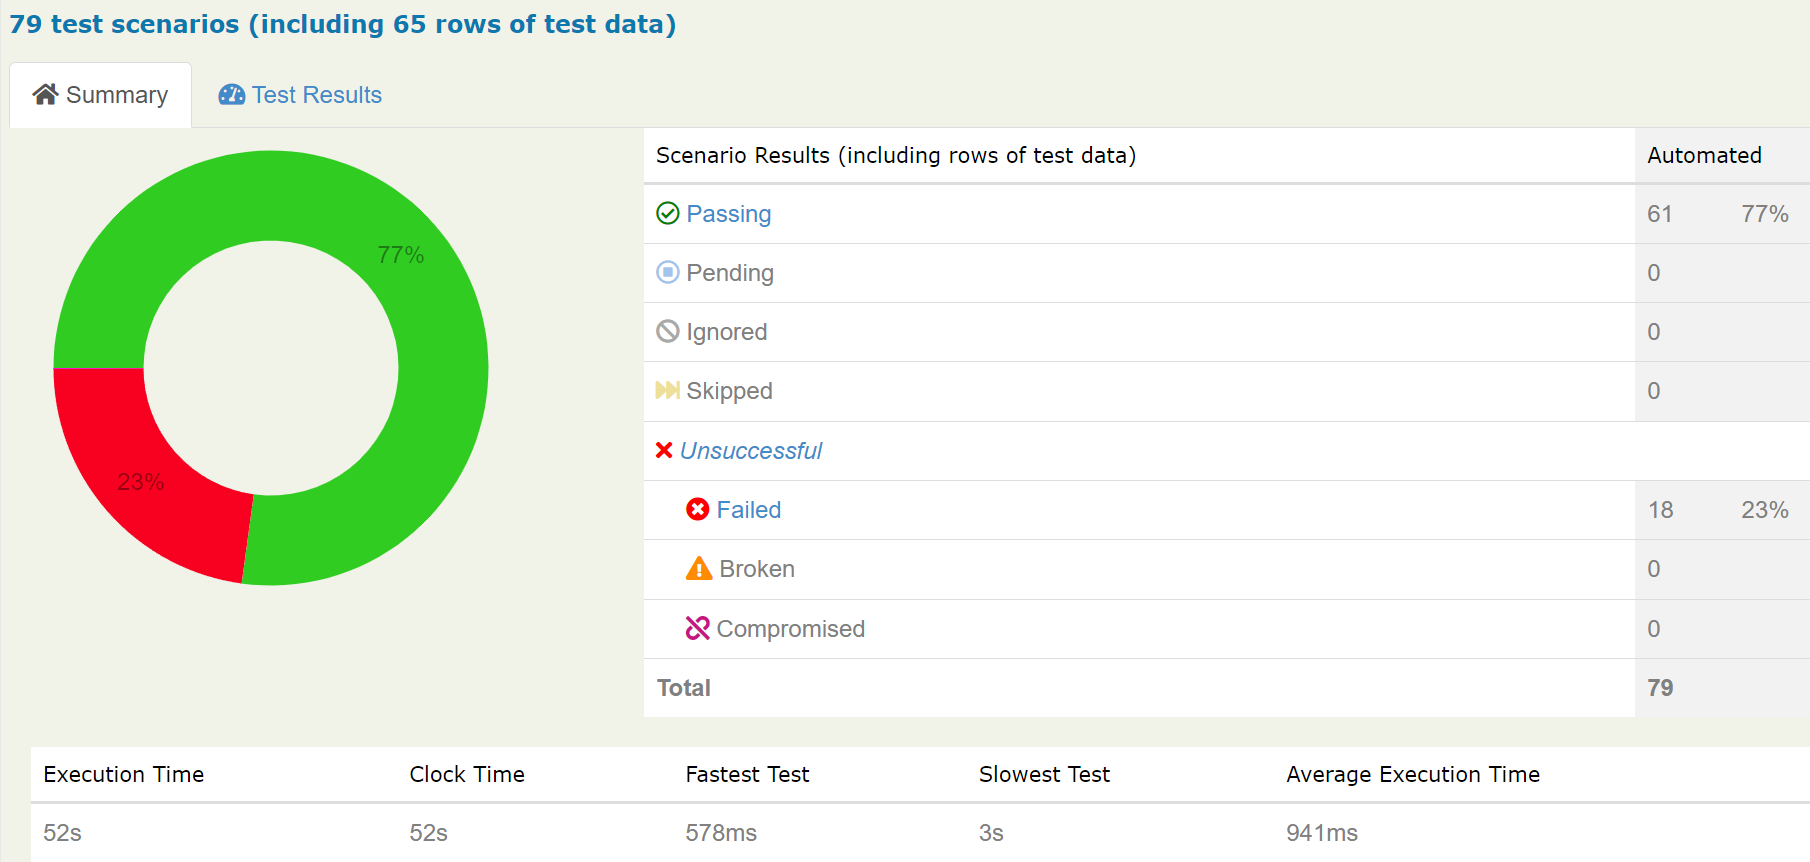 79 test scenarios (including 65 rows of test data)
Summary Test Results
Scenario Results (including rows of test data) Automated
77%
23%
Passing 61 77%
Pending 0
Ignored 0
Skipped 0
Unsuccessful
Failed 18 23%
Broken 0
Compromised 0
Total 79
Execution Time Clock Time Fastest Test Slowest Test Average Execution Time
52s 52s 578ms 3s 941ms